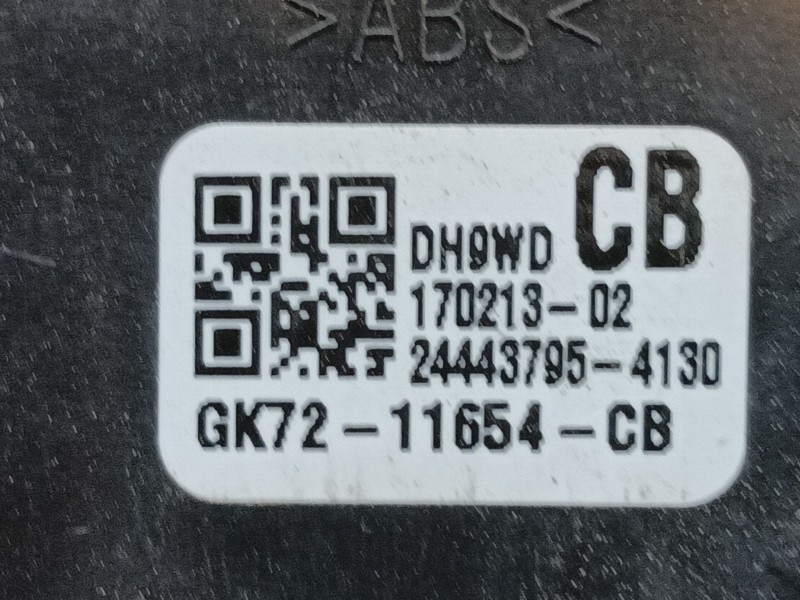 >ABS<
CB
DH9WD
170213-02
24443795-4130
GK72-11654-CB